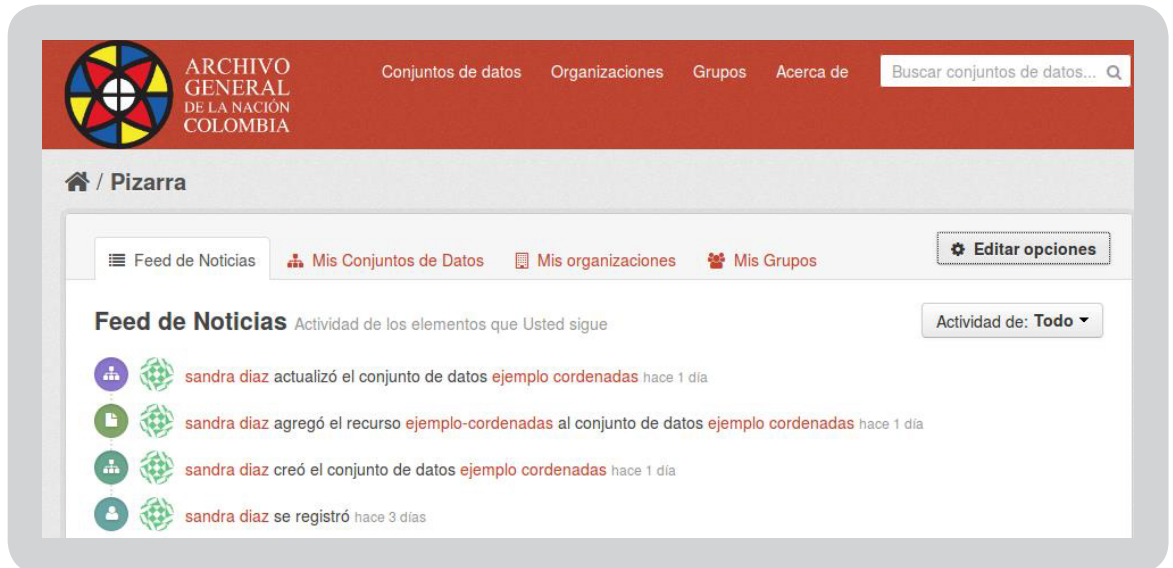 ARCHIVO
GENERAL
DE LA NACIÓN
COLOMBIA
Conjuntos de datos Organizaciones Grupos Acerca de Buscar conjuntos de datos...
/ Pizarra
Feed de Noticias Mis Conjuntos de Datos Mis organizaciones Mis Grupos Editar opciones
Feed de Noticias Actividad de los elementos que Usted sigue Actividad de: Todo
sandra diaz actualizó el conjunto de datos ejemplo cordenadas hace 1 día
sandra diaz agregó el recurso ejemplo-cordenadas al conjunto de datos ejemplo cordenadas hace 1 día
sandra diaz creó el conjunto de datos ejemplo cordenadas hace 1 día
sandra diaz se registró hace 3 días